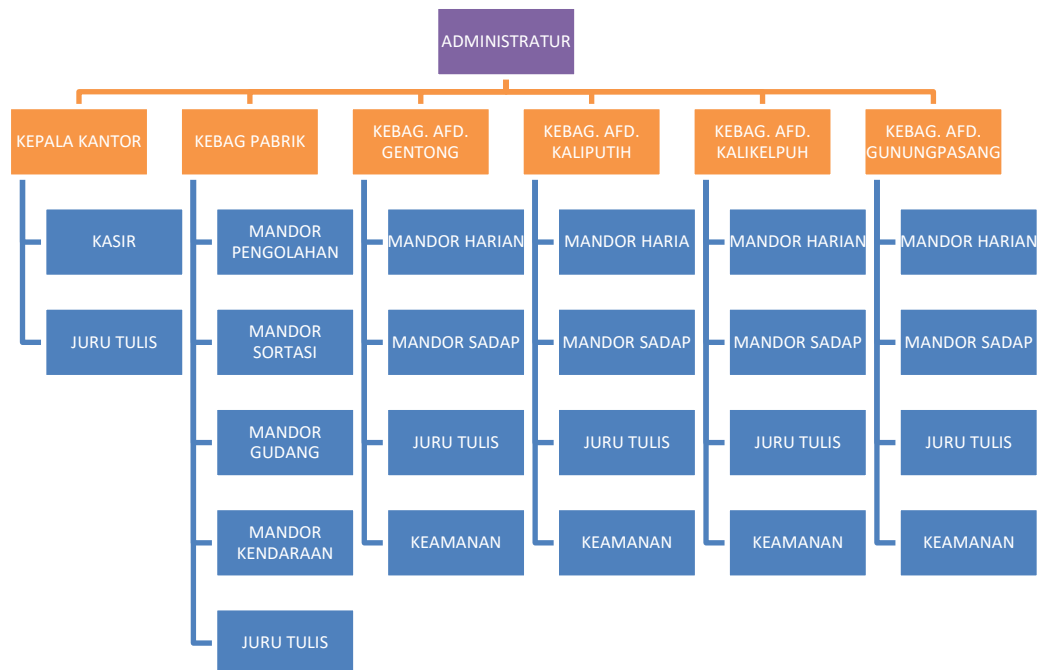 ADMINISTRATUR
KEPALA KANTOR
KEBAG PABRIK
KEBAG. AFD.
GENTONG
KEBAG. AFD.
KALIPUTIH
KEBAG. AFD.
KALIKELPUH
KEBAG. AFD.
GUNUNGPASANG
KASIR
JURU TULIS
MANDOR
PENGOLAHAN
MANDOR
SORTASI
MANDOR
GUDANG
MANDOR
KENDARAAN
JURU TULIS
MANDOR HARIAN
MANDOR SADAP
JURU TULIS
KEAMANAN
MANDOR HARIA
MANDOR SADAP
JURU TULIS
KEAMANAN
MANDOR HARIAN
MANDOR SADAP
JURU TULIS
KEAMANAN
MANDOR HARIAN
MANDOR SADAP
JURU TULIS
KEAMANAN